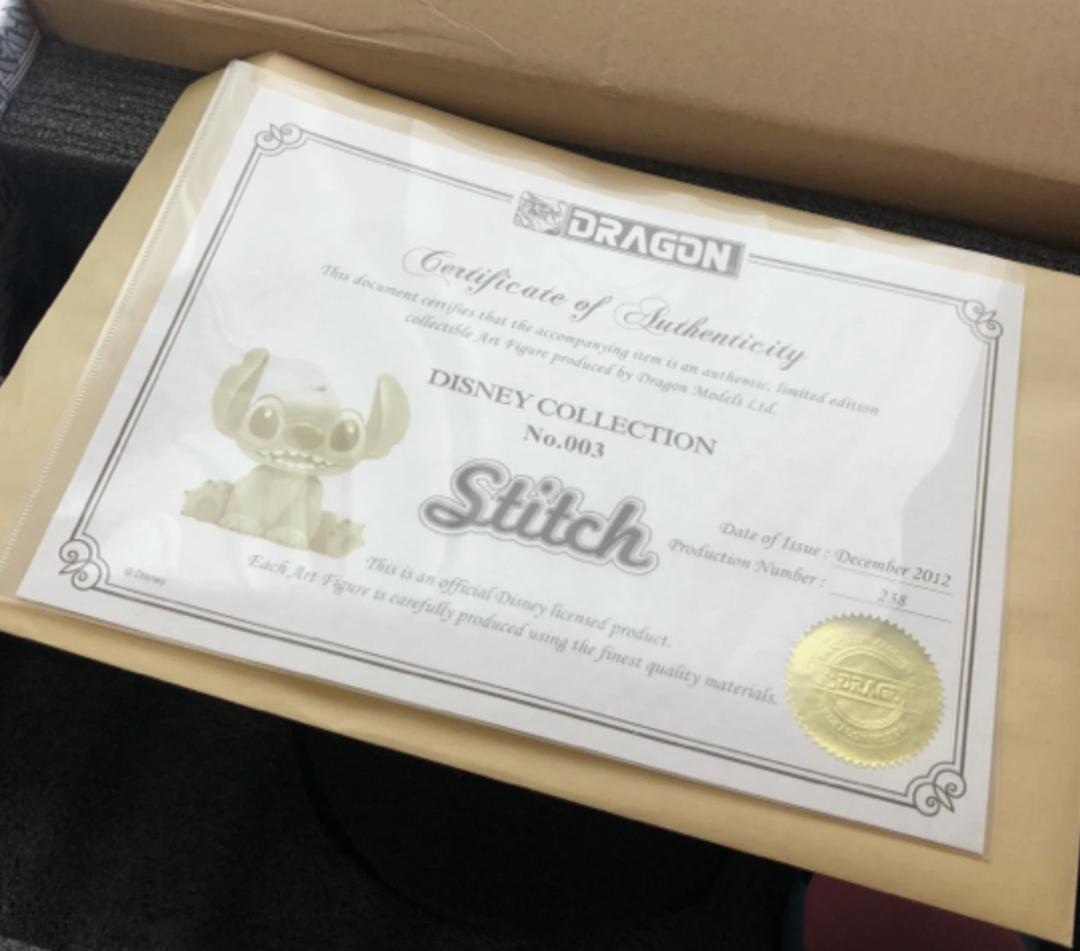 DRAGON
Certificate of Authenticity
This document certifies that the accompanying item is an authentic, limited edition
collectible Art Figure produced by Dragon Models Ltd.
DISNEY COLLECTION
No.003
Stitch
Date of Issue : December 2012
Production Number : 238
This is an official Disney licensed product.
Each Art Figure is carefully produced using the finest quality materials.
© Disney
DRAGON